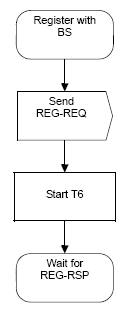 Register with
BS
Send
REG-REQ
Start T6
Wait for
REG-RSP